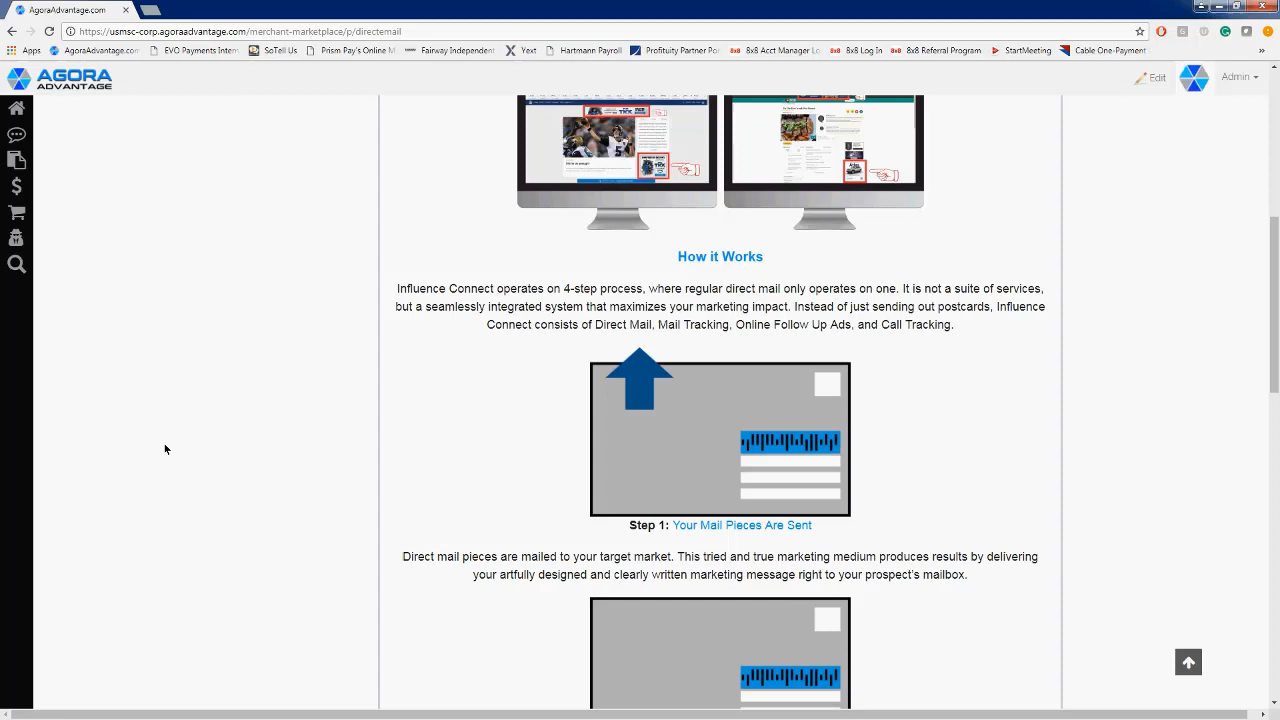 AgoraAdvantage.com
https://usmsc-corp.agoraadvantage.com/merchant-marketplace/p/directemail
Apps AgoraAdvantage.com EVO Payments Intern SoTell Us Prism Pay Online M Fairwinds Yext Hartmann Payroll Profituity Partner Por 8x8 8x8 Acct Manager Lo 8x8 8x8 Log In 8x8 8x8 Referral Program StartMeeting Cable One-Payment
AGORA
ADVANTAGE
Edit
Admin
How it Works
Influence Connect operates on 4-step process, where regular direct mail only operates on one. It is not a suite of services,
but a seamlessly integrated system that maximizes your marketing impact. Instead of just sending out postcards, Influence
Connect consists of Direct Mail, Mail Tracking, Online Follow Up Ads, and Call Tracking.
Step 1: Your Mail Pieces Are Sent
Direct mail pieces are mailed to your target market. This tried and true marketing medium produces results by delivering
your artfully designed and clearly written marketing message right to your prospect's mailbox.